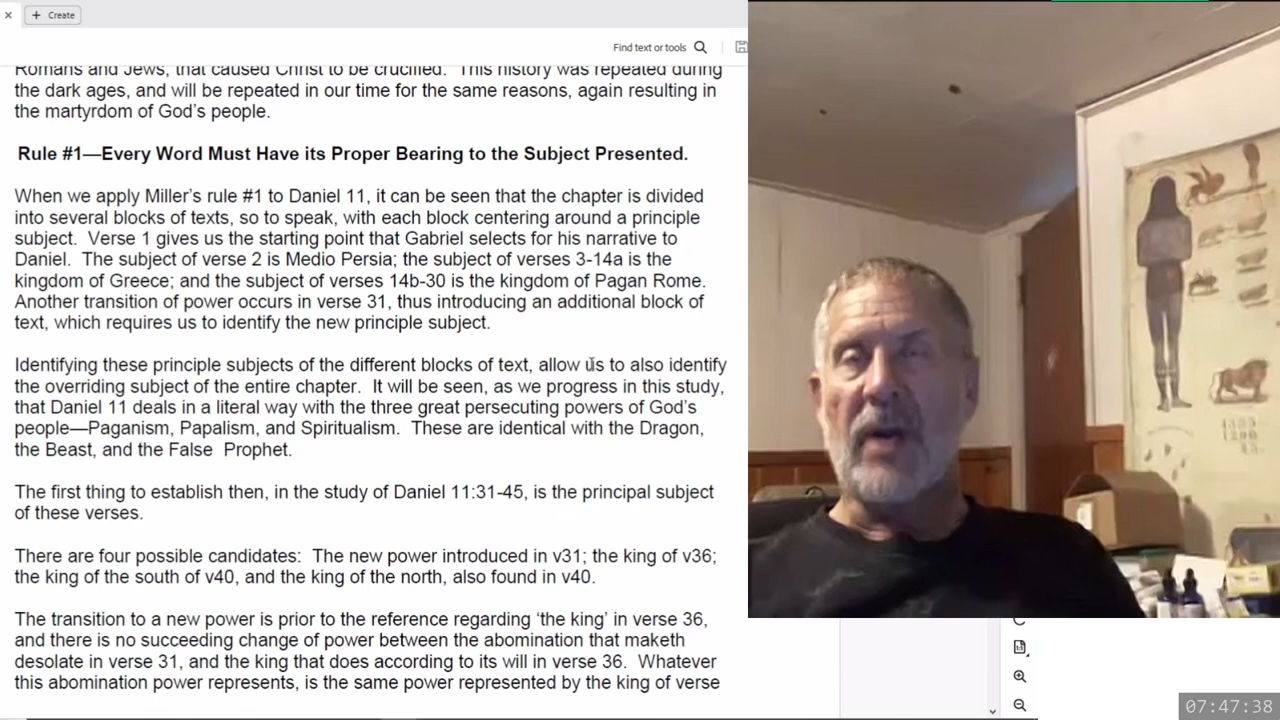 Create
Find text or tools
Romans and Jews, that caused Christ to be crucified. This history was repeated during
the dark ages, and will be repeated in our time for the same reasons, again resulting in
the martyrdom of God's people.
Rule #1—Every Word Must Have its Proper Bearing to the Subject Presented.
When we apply Miller's rule #1 to Daniel 11, it can be seen that the chapter is divided
into several blocks of texts, so to speak, with each block centering around a principle
subject. Verse 1 gives us the starting point that Gabriel selects for his narrative to
Daniel. The subject of verse 2 is Medio Persia; the subject of verses 3-14a is the
kingdom of Greece; and the subject of verses 14b-30 is the kingdom of Pagan Rome.
Another transition of power occurs in verse 31, thus introducing an additional block of
text, which requires us to identify the new principle subject.
Identifying these principle subjects of the different blocks of text, allow us to also identify
the overriding subject of the entire chapter. It will be seen, as we progress in this study,
that Daniel 11 deals in a literal way with the three great persecuting powers of God's
people—Paganism, Papalism, and Spiritualism. These are identical with the Dragon,
the Beast, and the False Prophet.
The first thing to establish then, in the study of Daniel 11:31-45, is the principal subject
of these verses.
There are four possible candidates: The new power introduced in v31; the king of v36;
the king of the south of v40, and the king of the north, also found in v40.
The transition to a new power is prior to the reference regarding 'the king' in verse 36,
and there is no succeeding change of power between the abomination that maketh
desolate in verse 31, and the king that does according to its will in verse 36. Whatever
this abomination power represents, is the same power represented by the king of verse
07:47:38